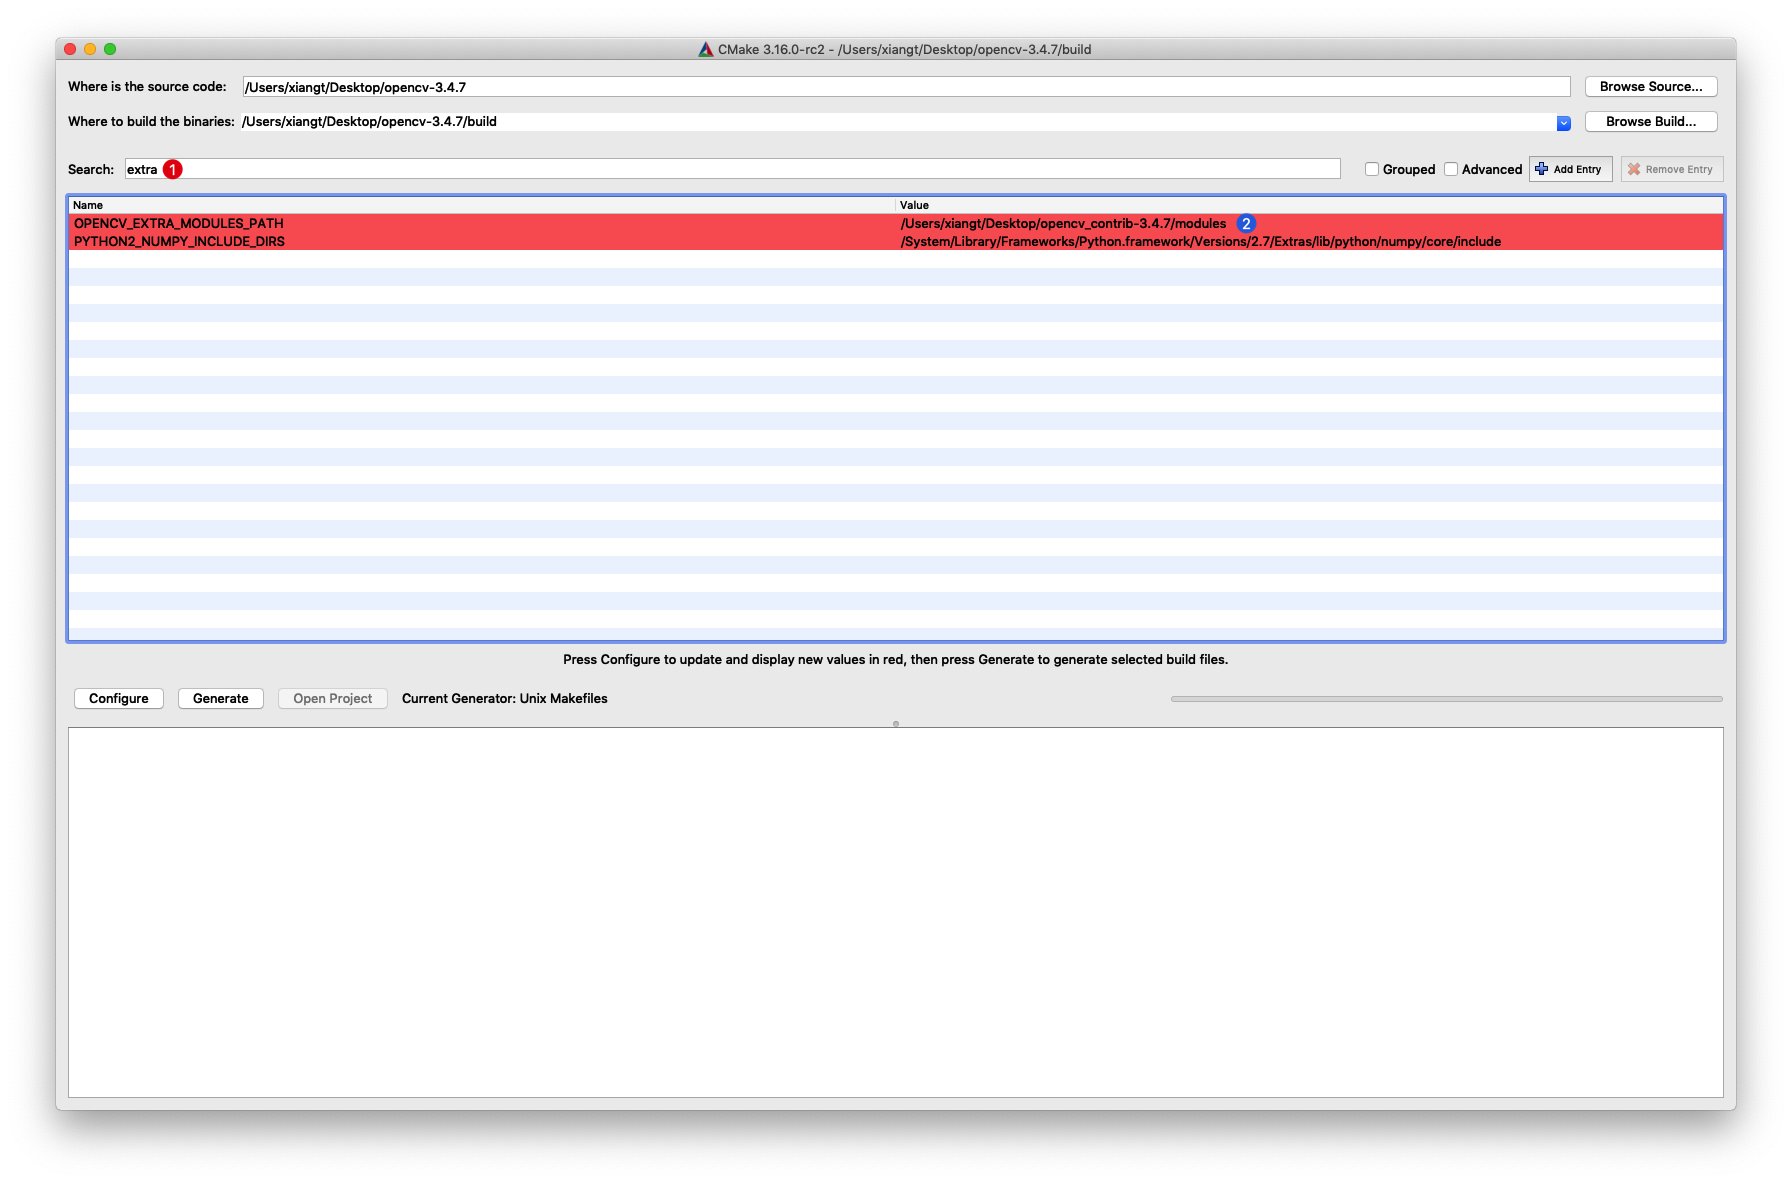 CMake 3.16.0-rc2 - /Users/xiangt/Desktop/opencv-3.4.7/build
Where is the source code: /Users/xiangt/Desktop/opencv-3.4.7 Browse Source...
Where to build the binaries: /Users/xiangt/Desktop/opencv-3.4.7/build Browse Build...
Search: extra 1 Grouped Advanced Add Entry Remove Entry
Name Value
OPENCV_EXTRA_MODULES_PATH /Users/xiangt/Desktop/opencv_contrib-3.4.7/modules 2
PYTHON2_NUMPY_INCLUDE_DIRS /System/Library/Frameworks/Python.framework/Versions/2.7/Extras/lib/python/numpy/core/include
Press Configure to update and display new values in red, then press Generate to generate selected build files.
Configure Generate Open Project Current Generator: Unix Makefiles